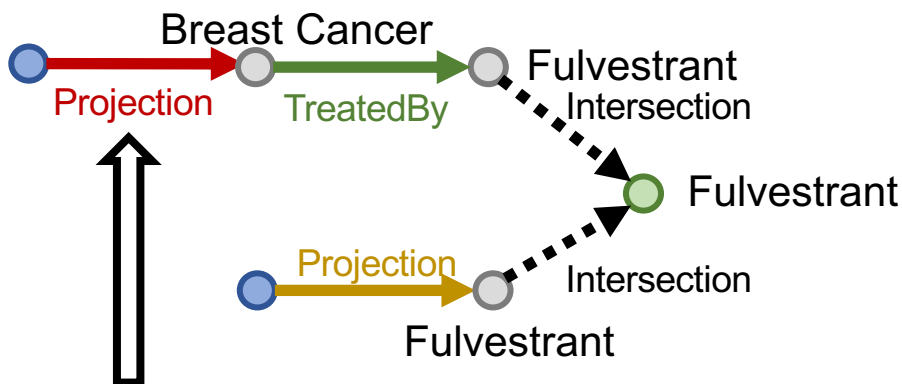 Breast Cancer
Projection
TreatedBy
Fulvestrant
Intersection
Fulvestrant
Projection
Intersection
Fulvestrant